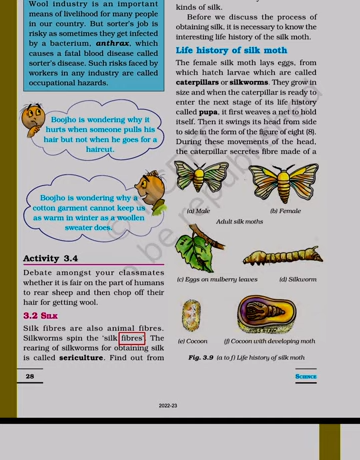 Wool industry is an important
means of livelihood for many people
in our country. But sorter's job is
risky as sometimes they get infected
by a bacterium, anthrax, which
causes a fatal blood disease called
sorter's disease. Such risks faced by
workers in any industry are called
occupational hazards.
Boojho is wondering why it
hurts when someone pulls his
hair but not when he goes for a
haircut.
Boojho is wondering why a
cotton garment cannot keep us
as warm in winter as a woollen
sweater does.
Activity 3.4
Debate amongst your classmates
whether it is fair on the part of humans
to rear sheep and then chop off their
hair for getting wool.
3.2 SILK
Silk fibres are also animal fibres.
Silkworms spin the 'silk fibres'. The
rearing of silkworms for obtaining silk
is called sericulture. Find out from
kinds of silk.
Before we discuss the process of
obtaining silk, it is necessary to know the
interesting life history of the silk moth.
Life history of silk moth
The female silk moth lays eggs, from
which hatch larvae which are called
caterpillars or silkworms. They grow in
size and when the caterpillar is ready to
enter the next stage of its life history
called pupa, it first weaves a net to hold
itself. Then it swings its head from side
to side in the form of the figure of eight (8).
During these movements of the head,
the caterpillar secretes fibre made of a
(a) Male
(b) Female
Adult silk moths
(c) Eggs on mulberry leaves
(d) Silkworm
(e) Cocoon
(f) Cocoon with developing moth
Fig. 3.9 (a to f) Life history of silk moth
28
SCIENCE
2022-23